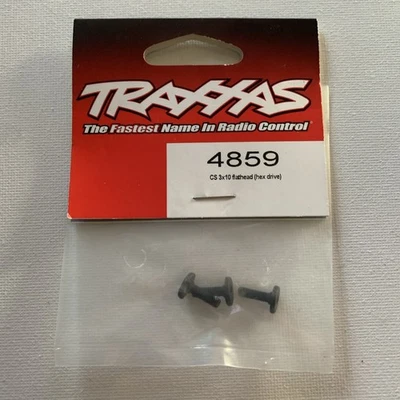 TRAXXAS
The Fastest Name In Radio Control
4859
CS 3x10 flathead (hex drive)